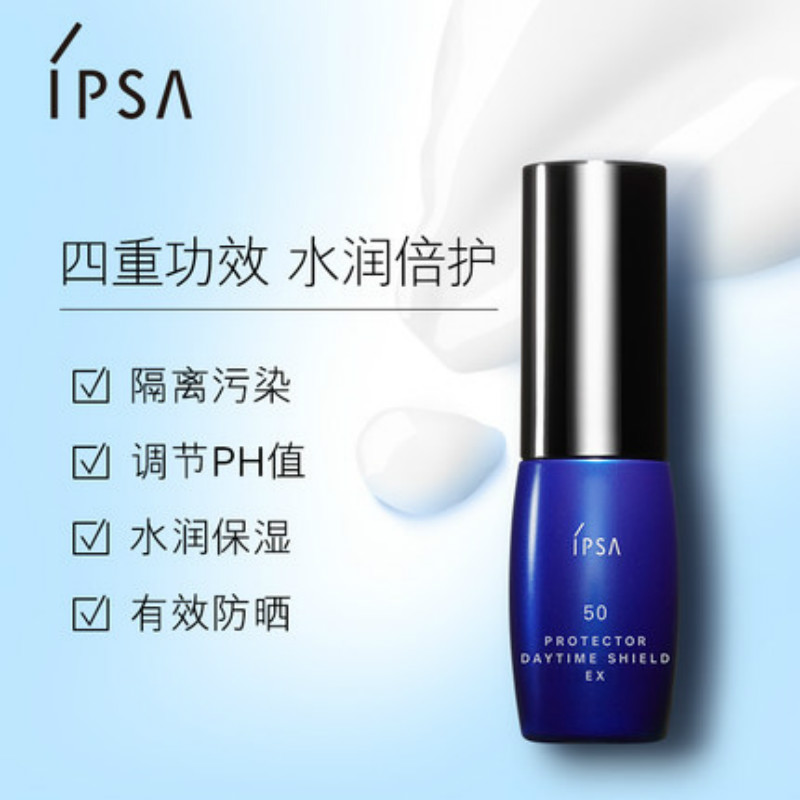 IPSA
四重功效 水润倍护
隔离污染
调节PH值
水润保湿
有效防晒
IPSA
50
PROTECTOR
DAYTIME SHIELD
EX